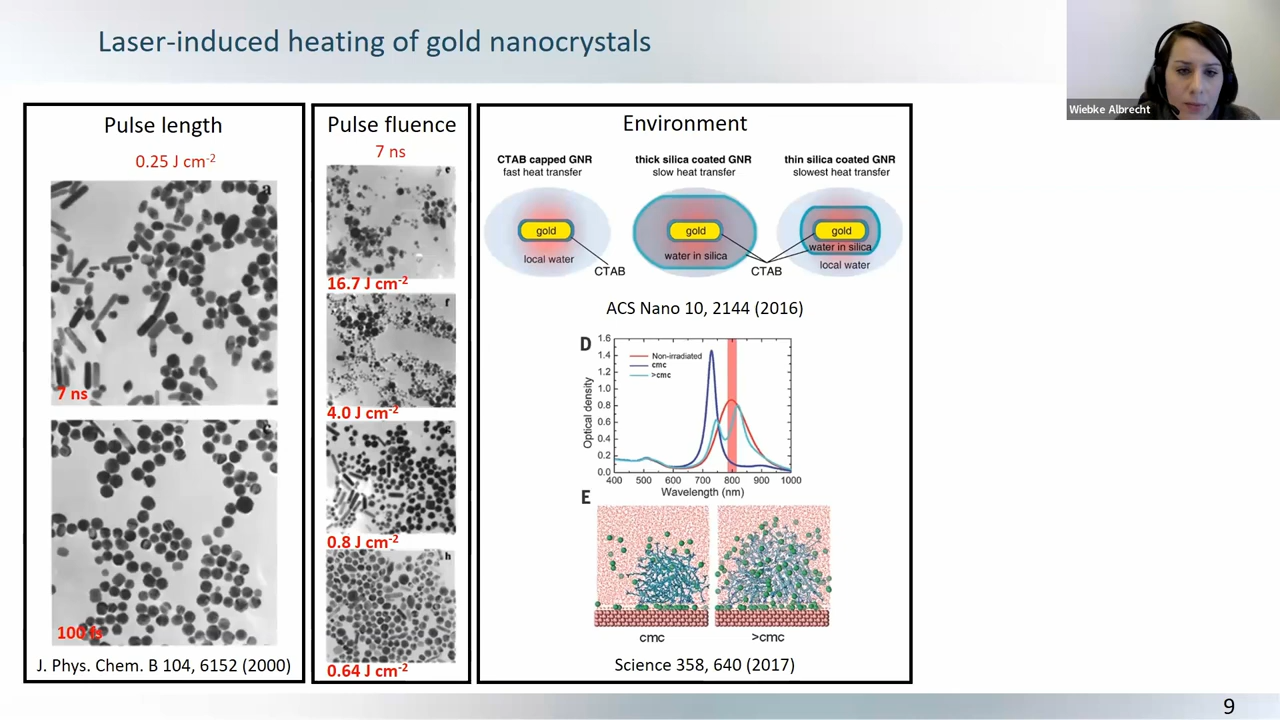 Laser-induced heating of gold nanocrystals
Wiebke Albrecht
Pulse length
0.25 J cm-2
a
7 ns
100 fs
J. Phys. Chem. B 104, 6152 (2000)
Pulse fluence
7 ns
e
16.7 J cm-2
f
4.0 J cm-2
0.8 J cm-2
h
0.64 J cm-2
Environment
CTAB capped GNR
fast heat transfer
thick silica coated GNR
slow heat transfer
thin silica coated GNR
slowest heat transfer
gold
local water
CTAB
gold
water in silica
CTAB
gold
water in silica
local water
ACS Nano 10, 2144 (2016)
D
Optical density
1.6
1.4
1.2
1.0
0.8
0.6
0.4
0.2
0.0
Non-irradiated
cmc
>cmc
400 500 600 700 800 900 1000
Wavelength (nm)
E
cmc
>cmc
Science 358, 640 (2017)
9